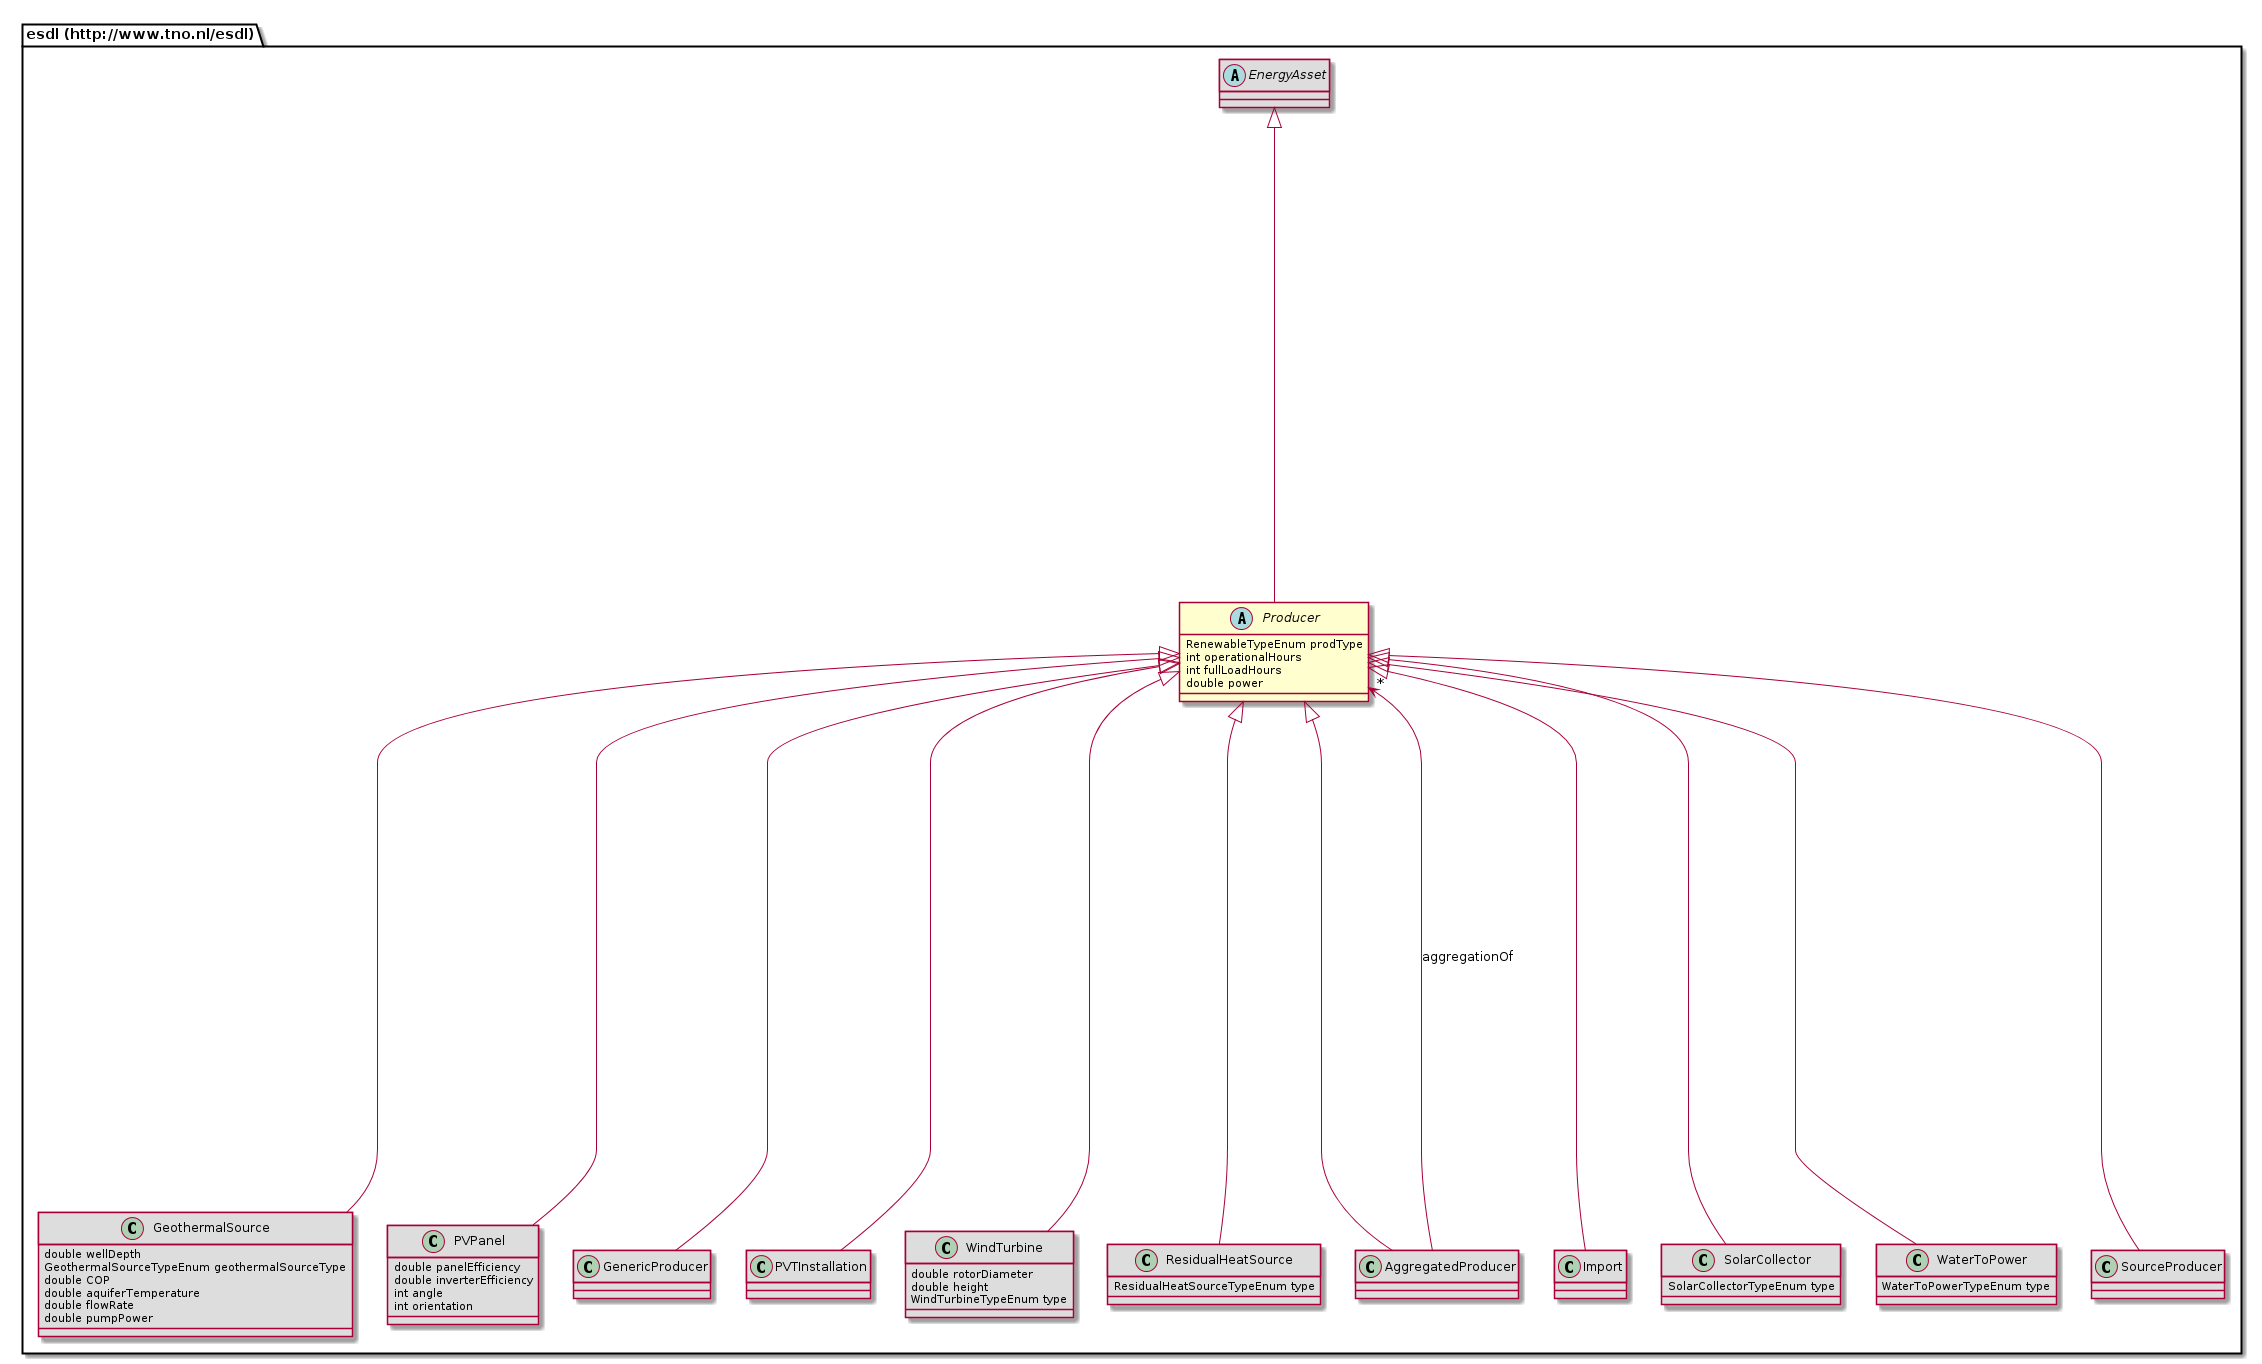 esdl (http://www.tno.nl/esdl)
A EnergyAsset
A Producer
RenewableTypeEnum prodType
int operationalHours
int fullLoadHours
double power
*
aggregationOf
C GeothermalSource
double wellDepth
GeothermalSourceTypeEnum geothermalSourceType
double COP
double aquiferTemperature
double flowRate
double pumpPower
C PVPanel
double panelEfficiency
double inverterEfficiency
int angle
int orientation
C GenericProducer
C PVTInstallation
C WindTurbine
double rotorDiameter
double height
WindTurbineTypeEnum type
C ResidualHeatSource
ResidualHeatSourceTypeEnum type
C AggregatedProducer
C Import
C SolarCollector
SolarCollectorTypeEnum type
C WaterToPower
WaterToPowerTypeEnum type
C SourceProducer